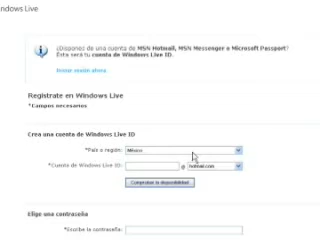 ndows Live
¿Dispones de una cuenta de MSN Hotmail, MSN Messenger o Microsoft Passport?
Ésta será tu cuenta de Windows Live ID.
Iniciar sesión ahora
Regístrate en Windows Live
*Campos necesarios
Crea una cuenta de Windows Live ID
*País o región: México
*Cuenta de Windows Live ID: @ hotmail.com
Comprobar la disponibilidad
Elige una contraseña
*Escribe la contraseña: